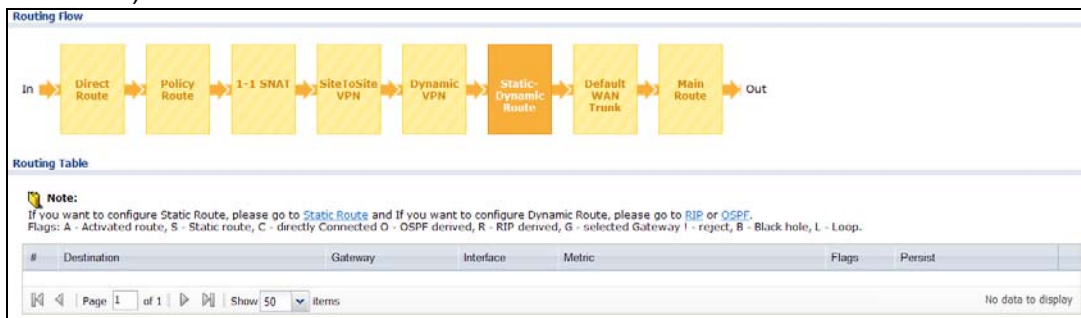 Routing Flow
In
Direct Route
Policy Route
1-1 SNAT
SiteToSite VPN
Dynamic VPN
Static-Dynamic Route
Default WAN Trunk
Main Route
Out
Routing Table
Note:
If you want to configure Static Route, please go to Static Route and If you want to configure Dynamic Route, please go to RIP or OSPF.
Flags: A - Activated route, S - Static route, C - directly Connected O - OSPF derived, R - RIP derived, G - selected Gateway ! - reject, B - Black hole, L - Loop.
# Destination Gateway Interface Metric Flags Persist
Page 1 of 1 Show 50 items No data to display